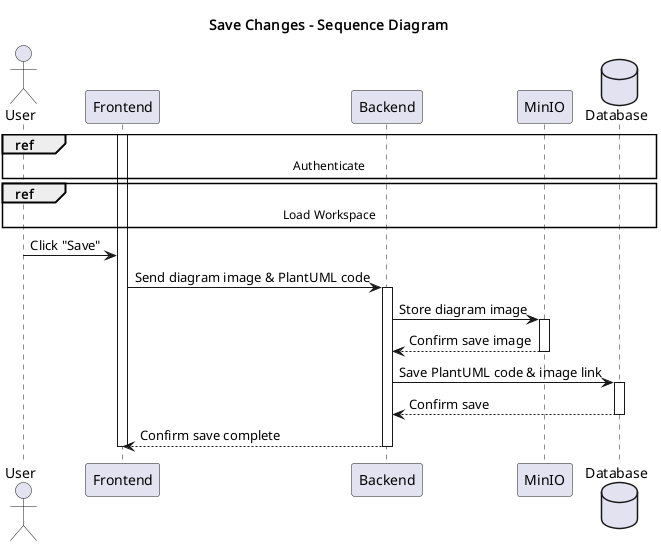 Save Changes - Sequence Diagram
User
Frontend
Backend
MinIO
Database
ref
Authenticate
ref
Load Workspace
Click "Save"
Send diagram image & PlantUML code
Store diagram image
Confirm save image
Save PlantUML code & image link
Confirm save
Confirm save complete
User
Frontend
Backend
MinIO
Database